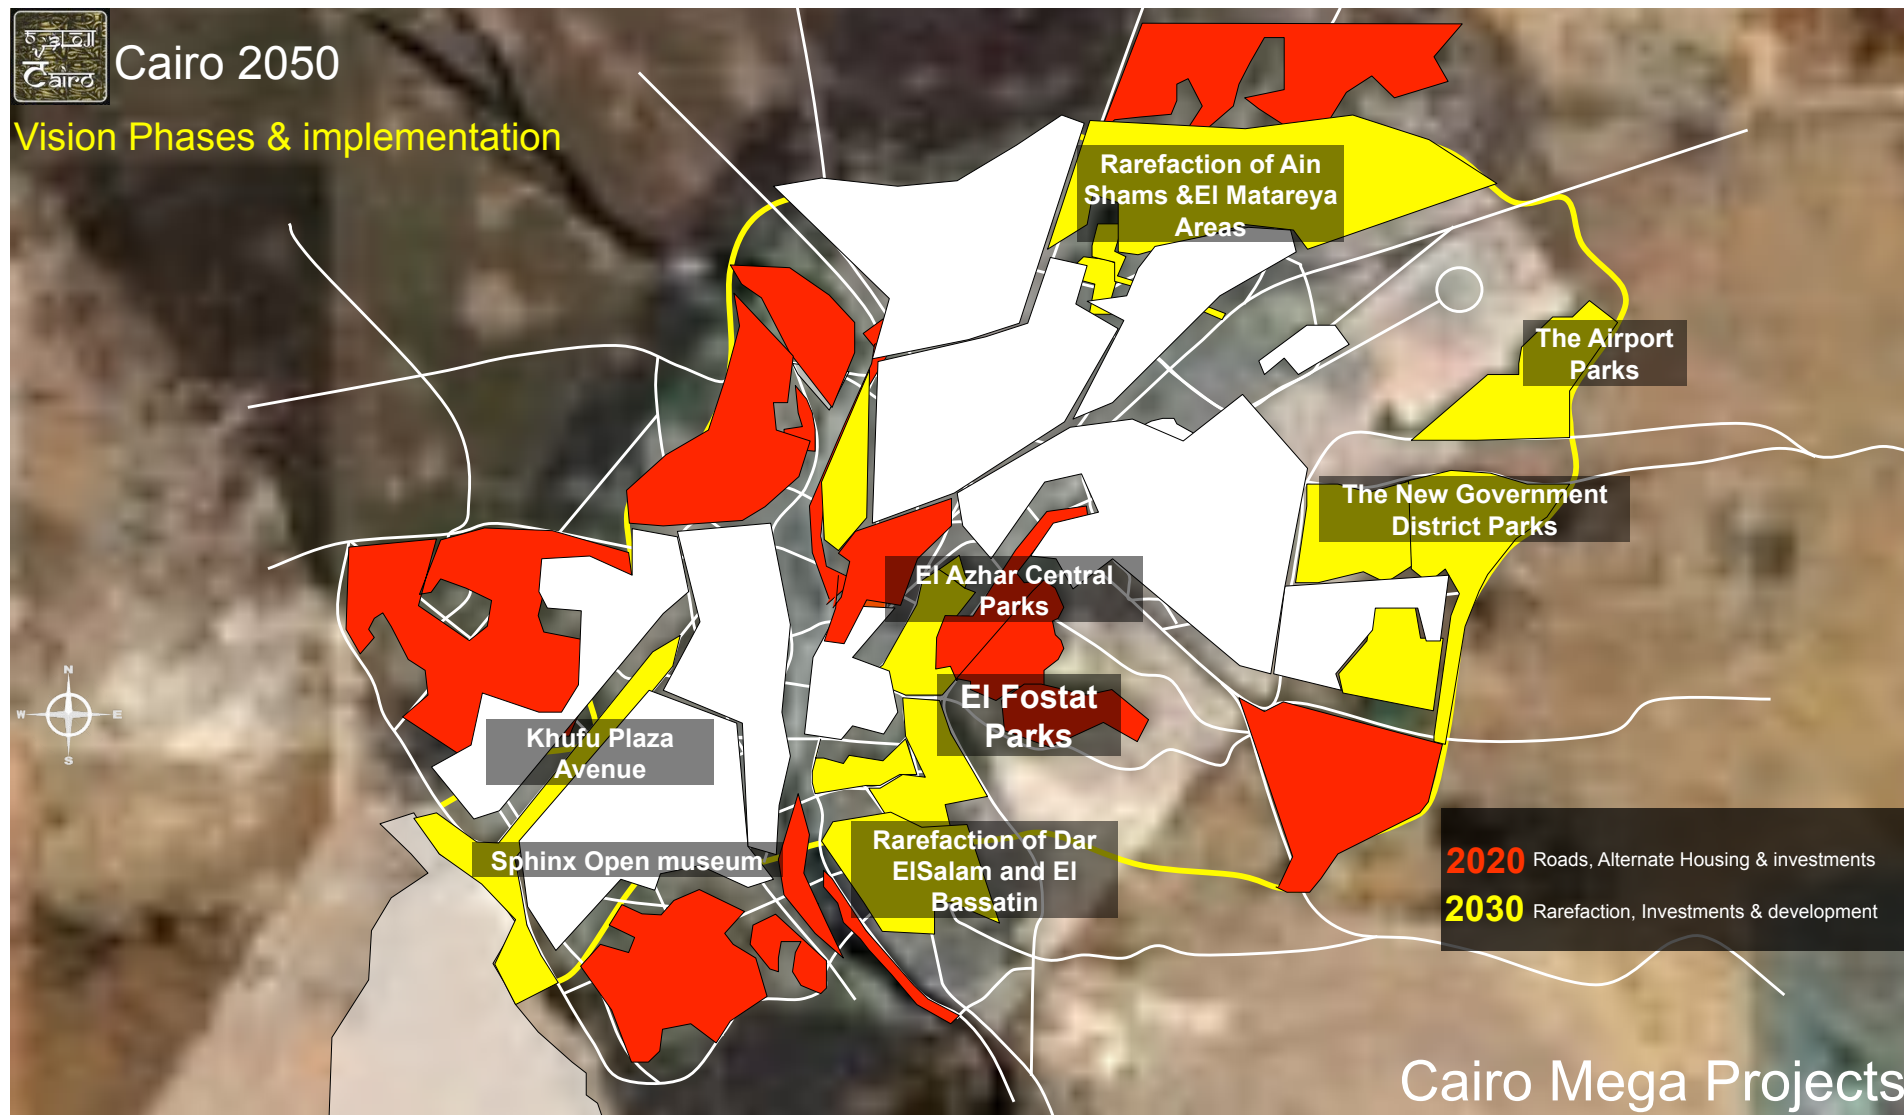 Cairo
Cairo 2050
Vision Phases & implementation
Rarefaction of Ain
Shams &El Matareya
Areas
The Airport
Parks
The New Government
District Parks
El Azhar Central
Parks
El Fostat
Parks
N
W E
S
Khufu Plaza
Avenue
Sphinx Open museum
Rarefaction of Dar
ElSalam and El
Bassatin
2020 Roads, Alternate Housing & investments
2030 Rarefaction, Investments & development
Cairo Mega Projects